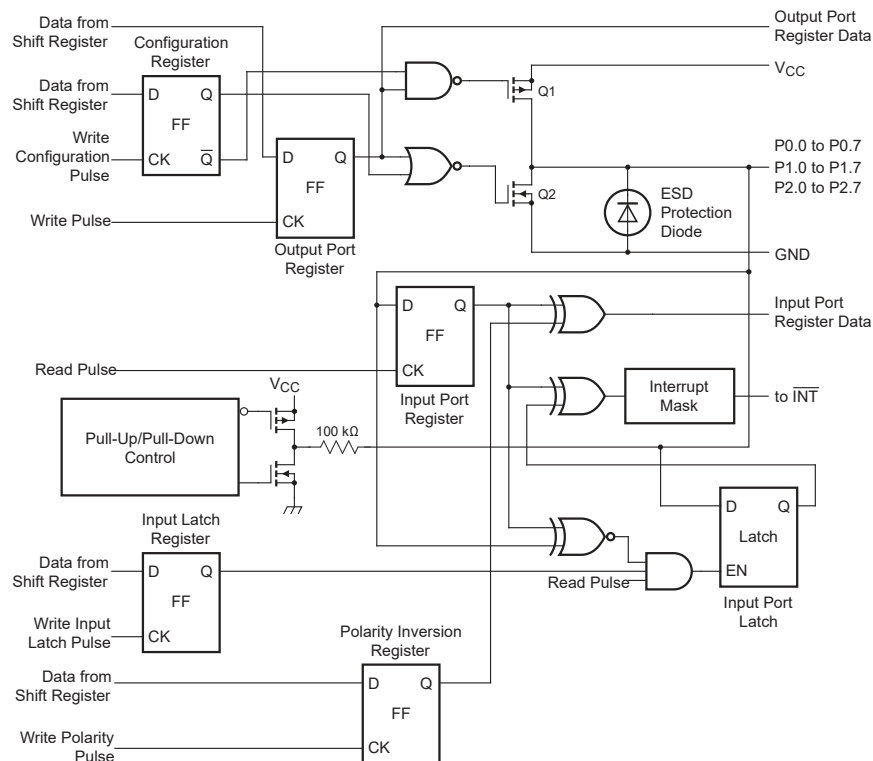 Data from
Shift Register
Configuration
Register
Data from
Shift Register
D
Q
FF
CK
Q̅
Write
Configuration
Pulse
Write Pulse
D
Q
FF
CK
Output Port
Register
Q1
Q2
Output Port
Register Data
VCC
P0.0 to P0.7
P1.0 to P1.7
P2.0 to P2.7
ESD
Protection
Diode
GND
D
Q
FF
CK
Input Port
Register
Read Pulse
Input Port
Register Data
Interrupt
Mask
to I̅N̅T̅
VCC
Pull-Up/Pull-Down
Control
100 kΩ
D
Q
Latch
EN
Input Port
Latch
Read Pulse
Input Latch
Register
Data from
Shift Register
D
Q
FF
CK
Write Input
Latch Pulse
Polarity Inversion
Register
Data from
Shift Register
D
Q
FF
CK
Write Polarity
Pulse